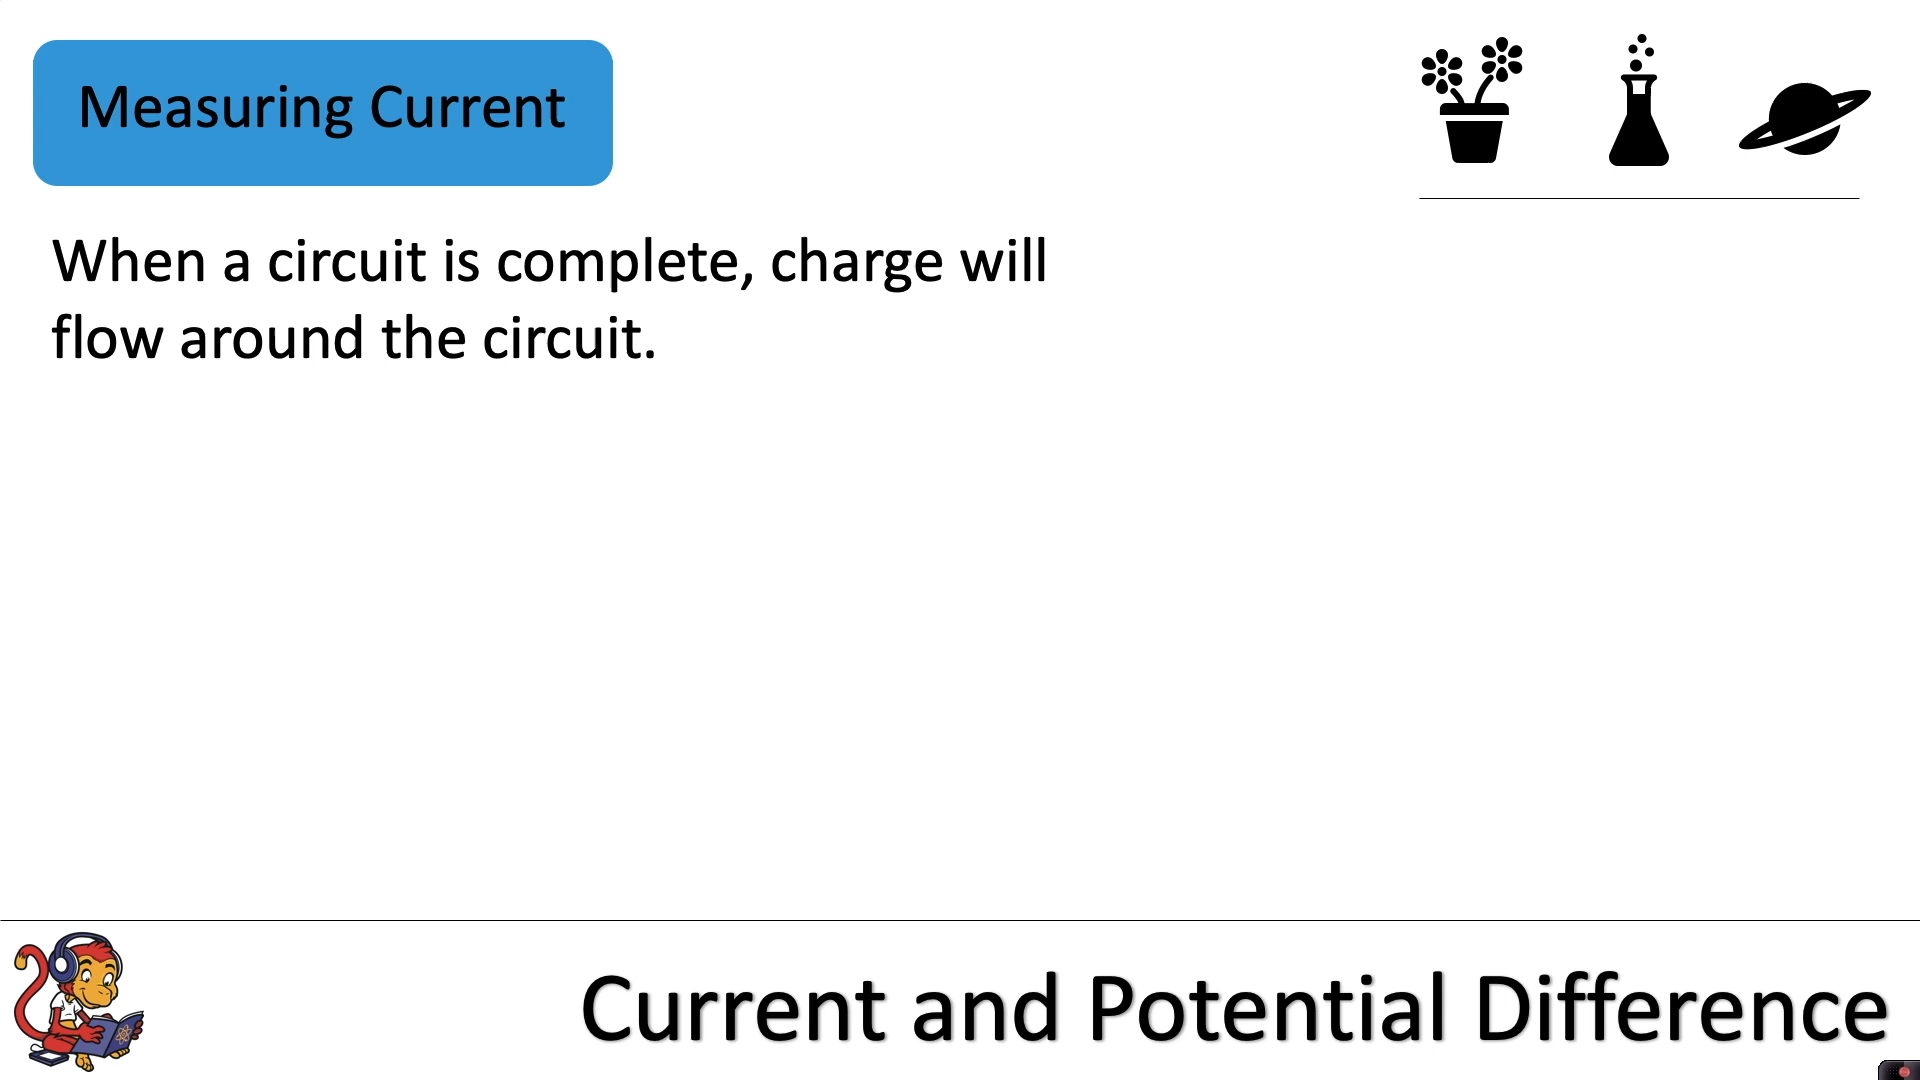 Measuring Current
When a circuit is complete, charge will
flow around the circuit.
Current and Potential Difference